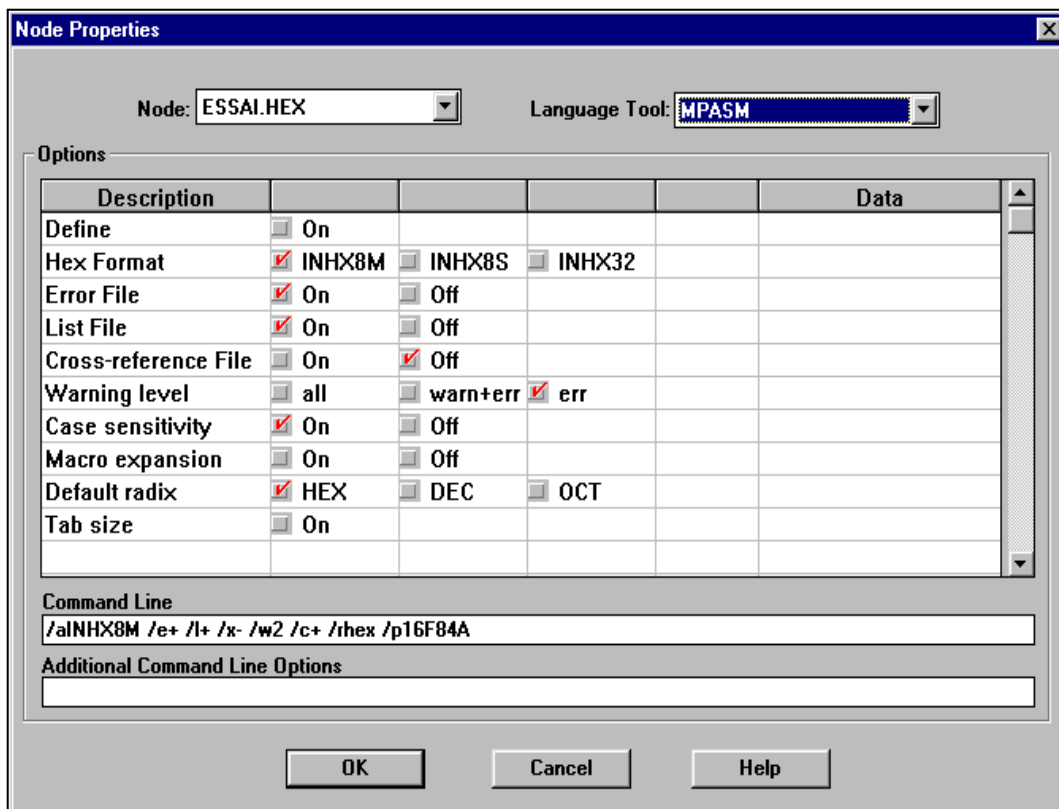 Node Properties
Node: ESSAI.HEX Language Tool: MPASM
Options
Description Data
Define On
Hex Format INHX8M INHX8S INHX32
Error File On Off
List File On Off
Cross-reference File On Off
Warning level all warn+err err
Case sensitivity On Off
Macro expansion On Off
Default radix HEX DEC OCT
Tab size On
Command Line
/aINHX8M /e+ /l+ /x- /w2 /c+ /rhex /p16F84A
Additional Command Line Options
OK Cancel Help